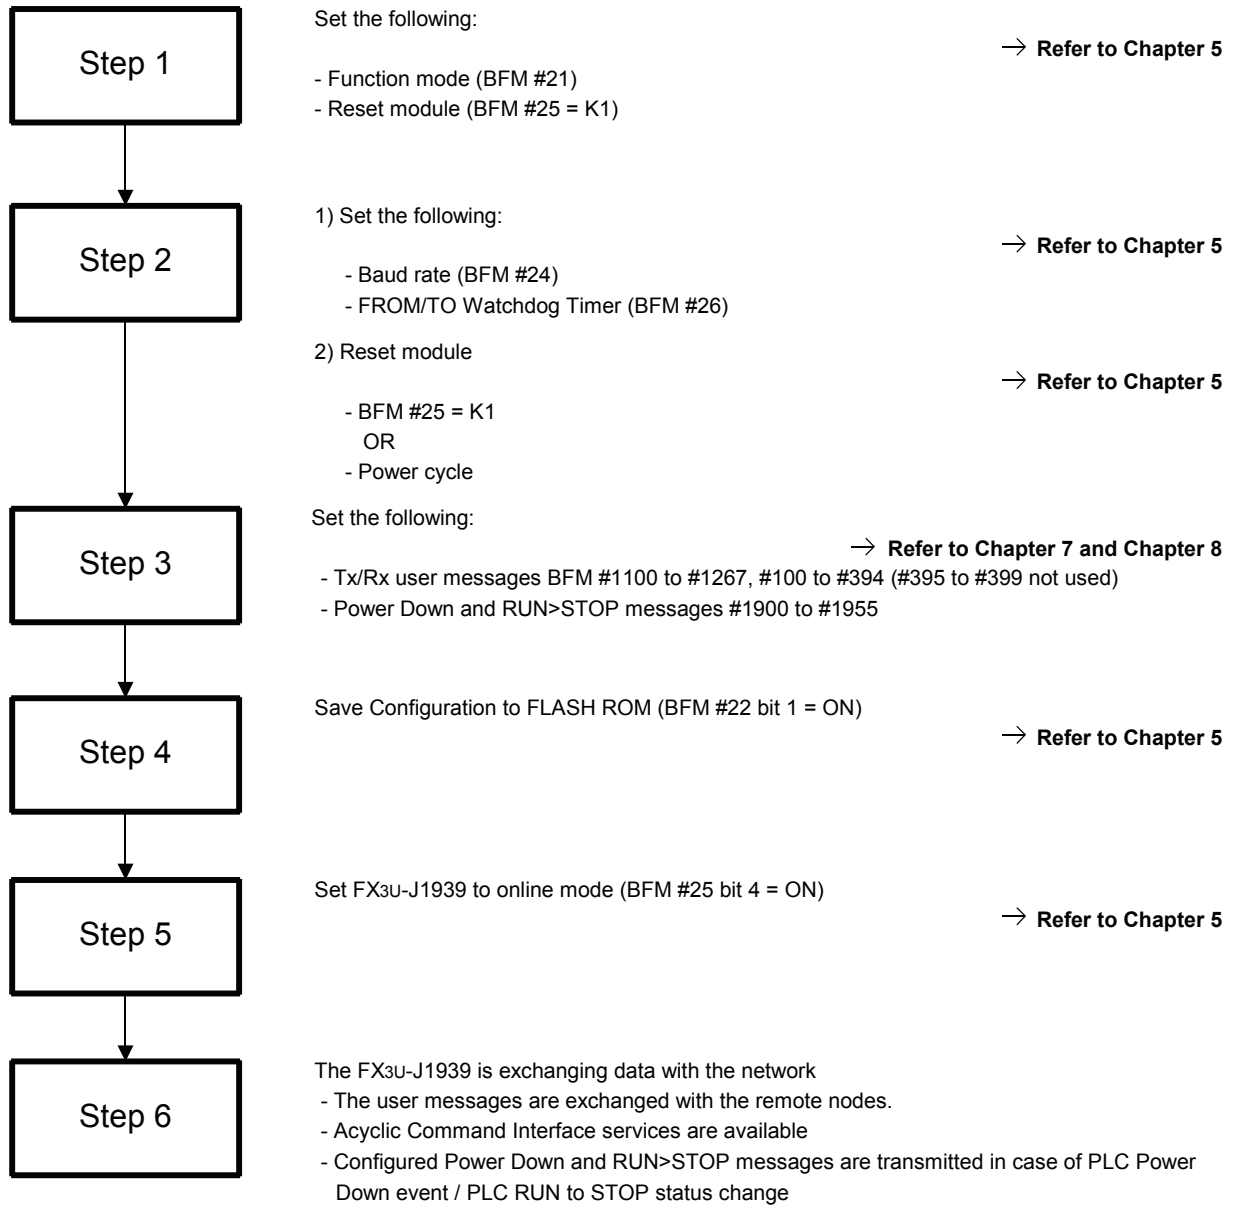 Step 1
Set the following:
→ Refer to Chapter 5
- Function mode (BFM #21)
- Reset module (BFM #25 = K1)
Step 2
1) Set the following:
→ Refer to Chapter 5
- Baud rate (BFM #24)
- FROM/TO Watchdog Timer (BFM #26)
2) Reset module
→ Refer to Chapter 5
- BFM #25 = K1
OR
- Power cycle
Step 3
Set the following:
→ Refer to Chapter 7 and Chapter 8
- Tx/Rx user messages BFM #1100 to #1267, #100 to #394 (#395 to #399 not used)
- Power Down and RUN>STOP messages #1900 to #1955
Step 4
Save Configuration to FLASH ROM (BFM #22 bit 1 = ON)
→ Refer to Chapter 5
Step 5
Set FX3U-J1939 to online mode (BFM #25 bit 4 = ON)
→ Refer to Chapter 5
Step 6
The FX3U-J1939 is exchanging data with the network
- The user messages are exchanged with the remote nodes.
- Acyclic Command Interface services are available
- Configured Power Down and RUN>STOP messages are transmitted in case of PLC Power
Down event / PLC RUN to STOP status change